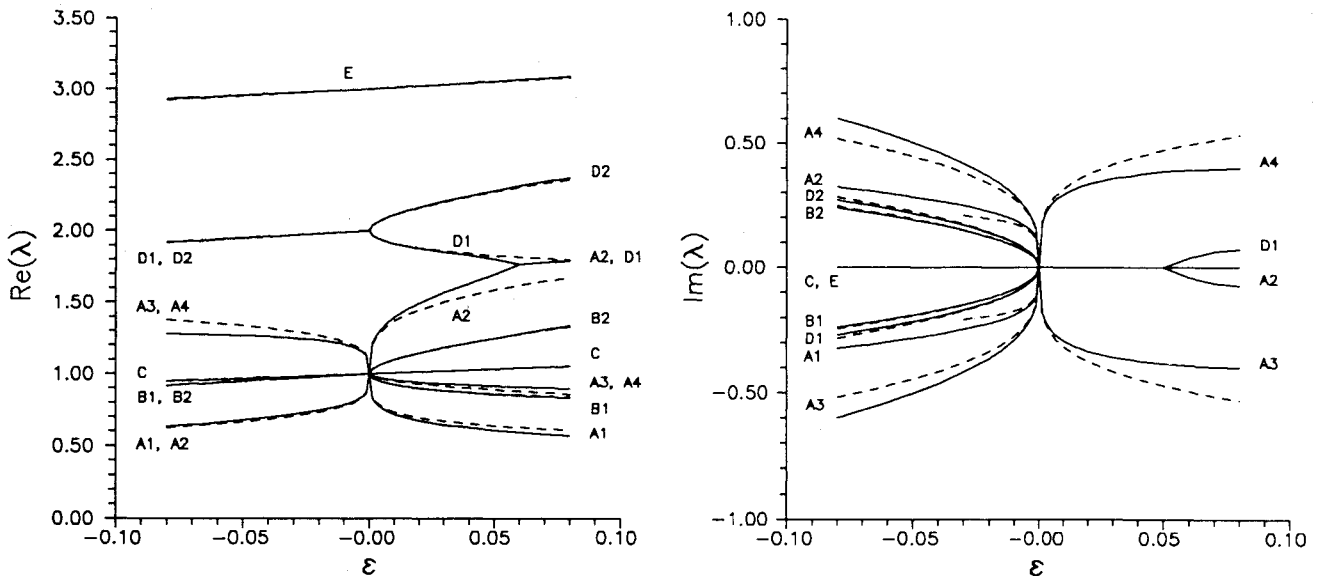 3.50
3.00
2.50
2.00
1.50
1.00
0.50
0.00
Re(λ)
E
D2
D1
D1, D2
A2, D1
A3, A4
A2
B2
C
C
A3, A4
B1, B2
B1
A1, A2
A1
−0.10
−0.05
−0.00
0.05
0.10
ε
1.00
0.50
0.00
−0.50
−1.00
Im(λ)
A4
A4
A2
D2
B2
D1
C, E
A2
B1
D1
A1
A3
A3
−0.10
−0.05
−0.00
0.05
0.10
ε